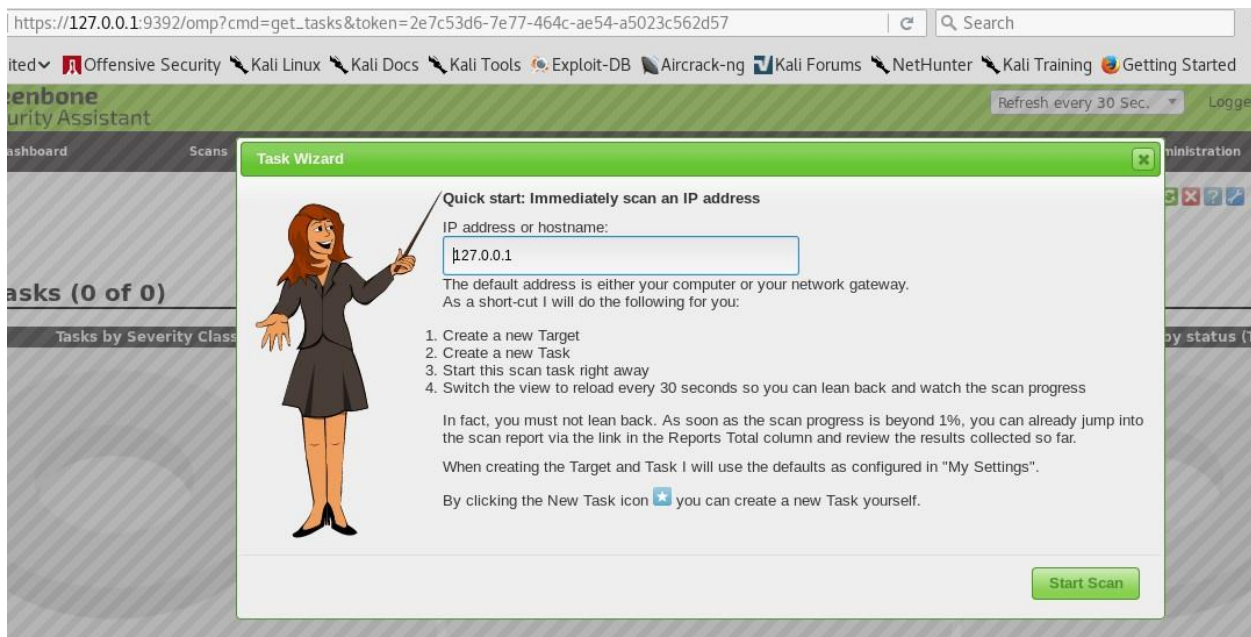 https://127.0.0.1:9392/omp?cmd=get_tasks&token=2e7c53d6-7e77-464c-ae54-a5023c562d57 Search
ited Offensive Security Kali Linux Kali Docs Kali Tools Exploit-DB Aircrack-ng Kali Forums NetHunter Kali Training Getting Started
eenbone
urity Assistant
Refresh every 30 Sec. Logge
ashboard Scans ministration
Task Wizard
Quick start: Immediately scan an IP address
IP address or hostname:
127.0.0.1
The default address is either your computer or your network gateway.
As a short-cut I will do the following for you:
asks (0 of 0)
Tasks by Severity Class by status (T
1. Create a new Target
2. Create a new Task
3. Start this scan task right away
4. Switch the view to reload every 30 seconds so you can lean back and watch the scan progress
In fact, you must not lean back. As soon as the scan progress is beyond 1%, you can already jump into
the scan report via the link in the Reports Total column and review the results collected so far.
When creating the Target and Task I will use the defaults as configured in "My Settings".
By clicking the New Task icon you can create a new Task yourself.
Start Scan